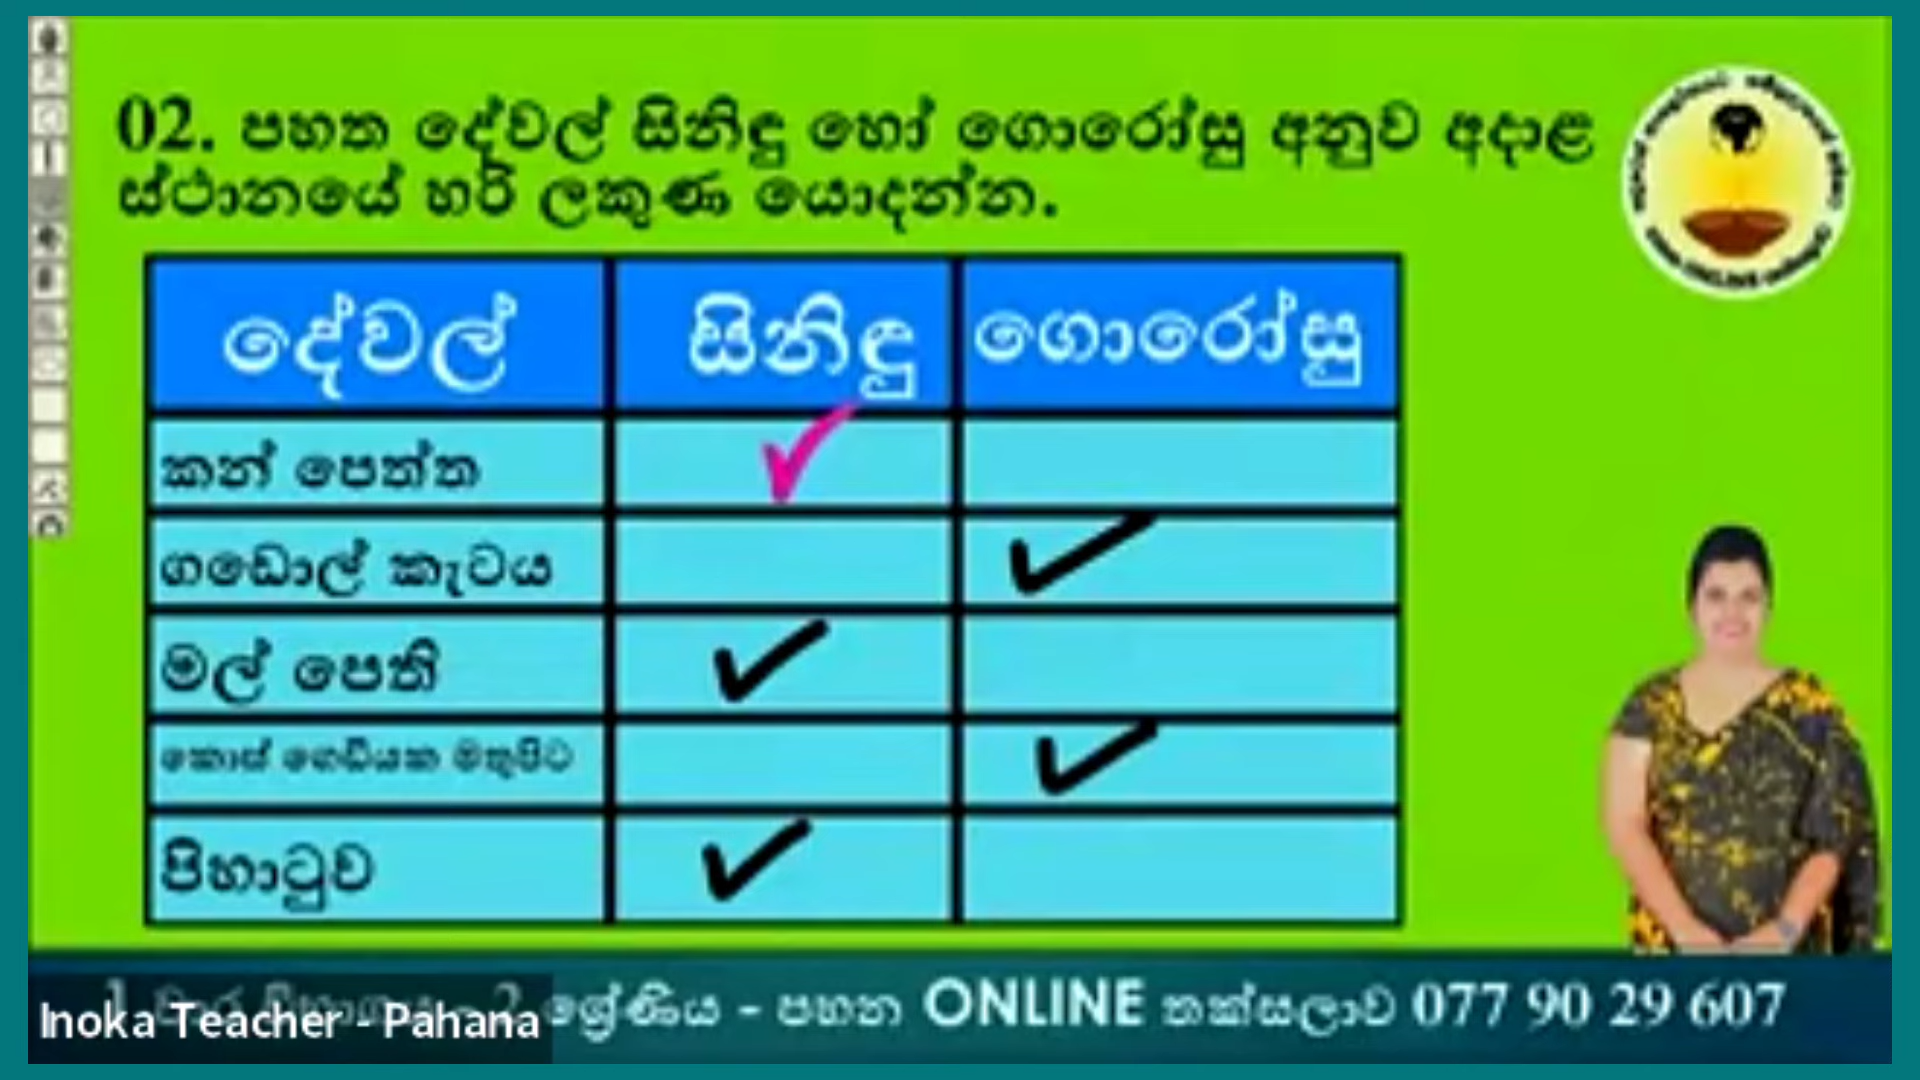 02. පහත දේවල් සිනිඳු හෝ ගොරෝසු අනුව අදාළ
ස්ථානයේ හරි ලකුණ යොදන්න.
දේවල් සිනිඳු ගොරෝසු
කන් පෙත්ත
ගඩොල් කැටය
මල් පෙති
කොස් ගෙඩියක මතුපිට
පිහාටුව
ශ්‍රේණිය - පහන ONLINE තක්සලාව 077 90 29 607
Inoka Teacher - Pahana